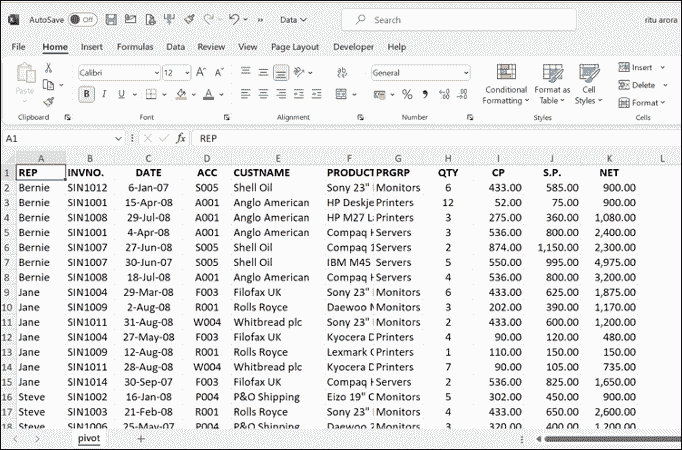 AutoSave Off Data Search ritu arora
File Home Insert Formulas Data Review View Page Layout Developer Help
Paste Calibri 12 A^ A˅ General Conditional Formatting Format as Table Cell Styles Insert
B I U % , Delete
Format
Clipboard Font Alignment Number Styles Cells
A1 fx REP
A B C D E F G H I J K L
1 REP INVNO. DATE ACC CUSTNAME PRODUCT PRGRP QTY CP S.P. NET
2 Bernie SIN1012 6-Jan-07 S005 Shell Oil Sony 23" Monitors 6 433.00 585.00 900.00
3 Bernie SIN1001 15-Apr-08 A001 Anglo American HP Deskje Printers 12 52.00 75.00 900.00
4 Bernie SIN1008 29-Jul-08 A001 Anglo American HP M27 L Printers 3 275.00 360.00 1,080.00
5 Bernie SIN1001 4-Apr-08 A001 Anglo American Compaq Servers 3 536.00 800.00 2,400.00
6 Bernie SIN1007 27-Jun-08 S005 Shell Oil Compaq 1 Servers 2 874.00 1,150.00 2,300.00
7 Bernie SIN1007 30-Jun-07 S005 Shell Oil IBM M45 Servers 5 550.00 995.00 4,975.00
8 Bernie SIN1008 18-Jul-08 A001 Anglo American Compaq Servers 4 536.00 800.00 3,200.00
9 Jane SIN1004 29-Mar-08 F003 Filofax UK Sony 23" Monitors 6 433.00 625.00 1,875.00
10 Jane SIN1009 2-Aug-08 R001 Rolls Royce Daewoo Monitors 3 202.00 390.00 1,170.00
11 Jane SIN1011 31-Aug-08 W004 Whitbread plc Sony 23" Monitors 2 433.00 600.00 1,200.00
12 Jane SIN1004 27-May-08 F003 Filofax UK Kyocera Printers 4 90.00 120.00 480.00
13 Jane SIN1009 12-Aug-08 R001 Rolls Royce Lexmark Printers 1 110.00 150.00 150.00
14 Jane SIN1011 28-Aug-08 W004 Whitbread plc Kyocera Printers 7 90.00 105.00 735.00
15 Jane SIN1014 30-Sep-07 F003 Filofax UK Compaq Servers 2 536.00 825.00 1,650.00
16 Steve SIN1002 16-Jan-08 P004 P&O Shipping Eizo 19" Monitors 5 302.00 450.00 900.00
17 Steve SIN1003 21-Feb-08 R001 Rolls Royce Sony 23" Monitors 4 433.00 650.00 2,600.00
18 Steve SIN1006 25-May-07 P004 P&O Shipping Daewoo Monitors 3 320.00 400.00 1,200.00
pivot